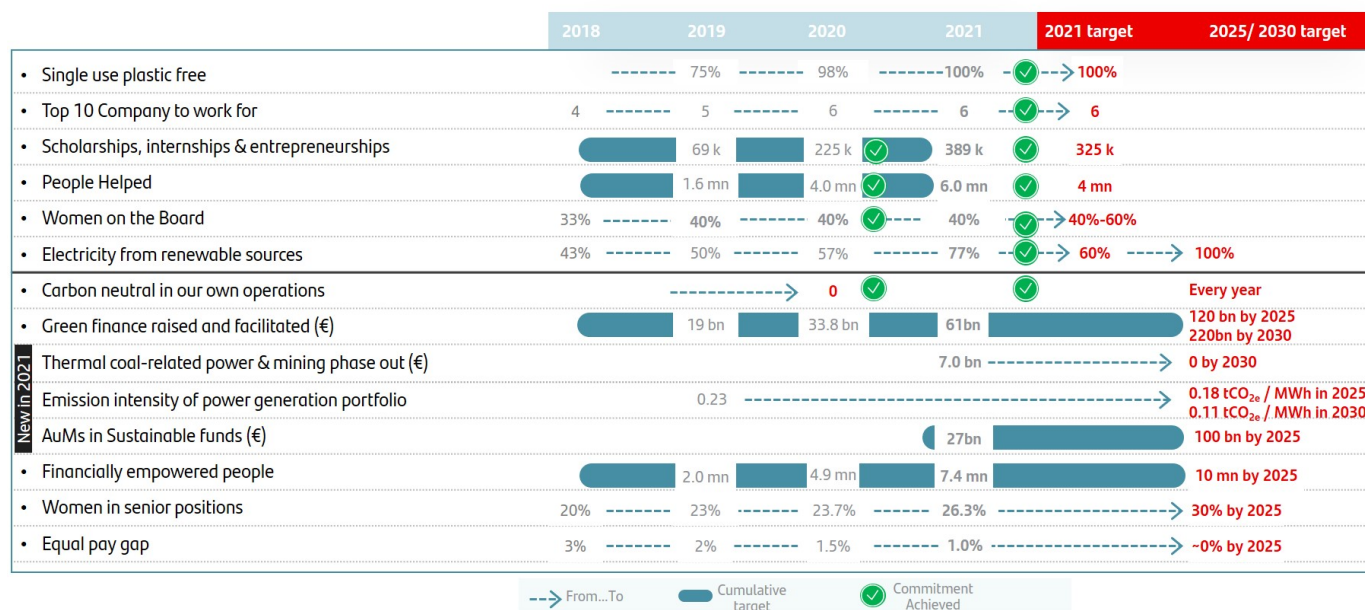 2018 2019 2020 2021 2021 target 2025/ 2030 target
• Single use plastic free 75% 98% 100% 100%
• Top 10 Company to work for 4 5 6 6 6
• Scholarships, internships & entrepreneurships 69 k 225 k 389 k 325 k
• People Helped 1.6 mn 4.0 mn 6.0 mn 4 mn
• Women on the Board 33% 40% 40% 40% 40%-60%
• Electricity from renewable sources 43% 50% 57% 77% 60% 100%
• Carbon neutral in our own operations 0 Every year
• Green finance raised and facilitated (€) 19 bn 33.8 bn 61bn 120 bn by 2025
220bn by 2030
New in 2021
• Thermal coal-related power & mining phase out (€) 7.0 bn 0 by 2030
• Emission intensity of power generation portfolio 0.23 0.18 tCO2e / MWh in 2025
0.11 tCO2e / MWh in 2030
• AuMs in Sustainable funds (€) 27bn 100 bn by 2025
• Financially empowered people 2.0 mn 4.9 mn 7.4 mn 10 mn by 2025
• Women in senior positions 20% 23% 23.7% 26.3% 30% by 2025
• Equal pay gap 3% 2% 1.5% 1.0% ~0% by 2025
From...To Cumulative target Commitment Achieved